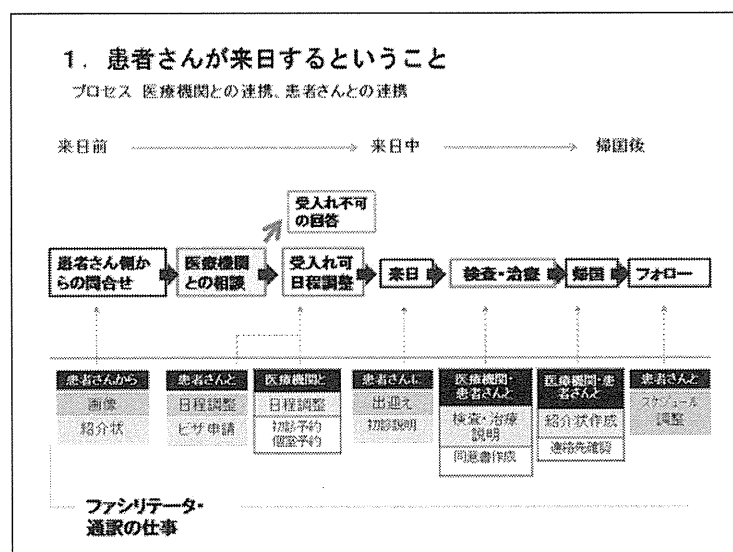 1. 患者さんが来日するということ
プロセス 医療機関との連携、患者さんとの連携
来日前
来日中
帰国後
受入れ不可
の回答
患者さん側か
らの問合せ
医療機関
との相談
受入れ可
日程調整
来日
検査・治療
帰国
フォロー
患者さんから
画像
紹介状
患者さんと
日程調整
ビザ申請
医療機関と
日程調整
初診予約
個室予約
患者さんに
出迎え
初診説明
医療機関・
患者さんと
検査・治療
説明
同意書作成
医療機関・患
者さんと
紹介状作成
連絡先確認
患者さんと
スケジュール
調整
ファシリテータ・
通訳の仕事